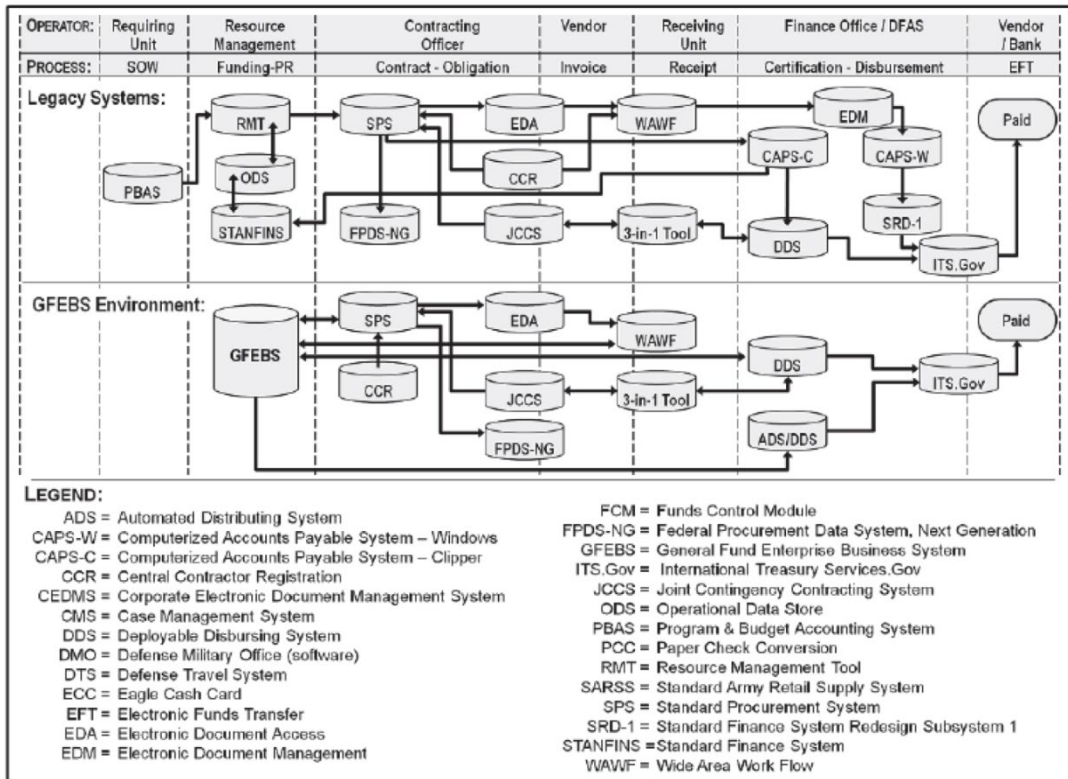 OPERATOR: Requiring Unit Resource Management Contracting Officer Vendor Receiving Unit Finance Office / DFAS Vendor / Bank
PROCESS: SOW Funding-PR Contract - Obligation Invoice Receipt Certification - Disbursement EFT
Legacy Systems:
RMT SPS EDA WAWF EDM Paid
PBAS ODS CCR CAPS-C CAPS-W
STANFINS FPDS-NG JCCS 3-in-1 Tool DDS SRD-1
ITS.Gov
GFEBS Environment:
GFEBS SPS EDA WAWF Paid
CCR JCCS 3-in-1 Tool DDS ITS.Gov
FPDS-NG ADS/DDS
LEGEND:
ADS = Automated Distributing System
CAPS-W = Computerized Accounts Payable System – Windows
CAPS-C = Computerized Accounts Payable System – Clipper
CCR = Central Contractor Registration
CEDMS = Corporate Electronic Document Management System
CMS = Case Management System
DDS = Deployable Disbursing System
DMO = Defense Military Office (software)
DTS = Defense Travel System
ECC = Eagle Cash Card
EFT = Electronic Funds Transfer
EDA = Electronic Document Access
EDM = Electronic Document Management
FCM = Funds Control Module
FPDS-NG = Federal Procurement Data System, Next Generation
GFEBS = General Fund Enterprise Business System
ITS.Gov = International Treasury Services.Gov
JCCS = Joint Contingency Contracting System
ODS = Operational Data Store
PBAS = Program & Budget Accounting System
PCC = Paper Check Conversion
RMT = Resource Management Tool
SARSS = Standard Army Retail Supply System
SPS = Standard Procurement System
SRD-1 = Standard Finance System Redesign Subsystem 1
STANFINS =Standard Finance System
WAWF = Wide Area Work Flow